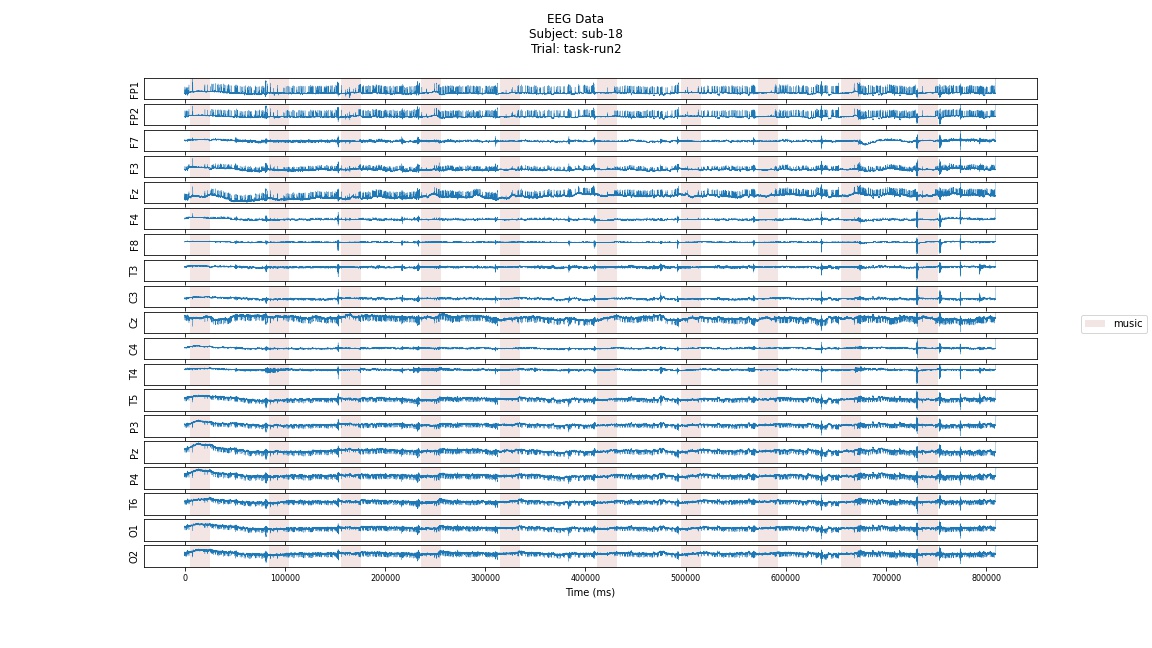 EEG Data
Subject: sub-18
Trial: task-run2
FP1
FP2
F7
F3
Fz
F4
F8
T3
C3
Cz
C4
T4
T5
P3
Pz
P4
T6
O1
O2
music
0 100000 200000 300000 400000 500000 600000 700000 800000
Time (ms)